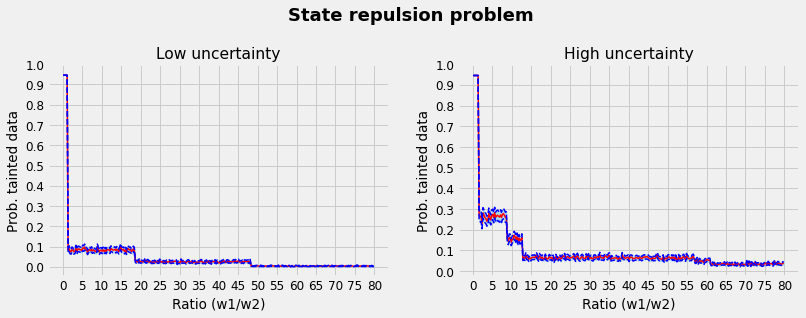 State repulsion problem
Low uncertainty
High uncertainty
1.0
0.9
0.8
0.7
0.6
0.5
0.4
0.3
0.2
0.1
0.0
Prob. tainted data
0 5 10 15 20 25 30 35 40 45 50 55 60 65 70 75 80
Ratio (w1/w2)
1.0
0.9
0.8
0.7
0.6
0.5
0.4
0.3
0.2
0.1
0.0
Prob. tainted data
0 5 10 15 20 25 30 35 40 45 50 55 60 65 70 75 80
Ratio (w1/w2)